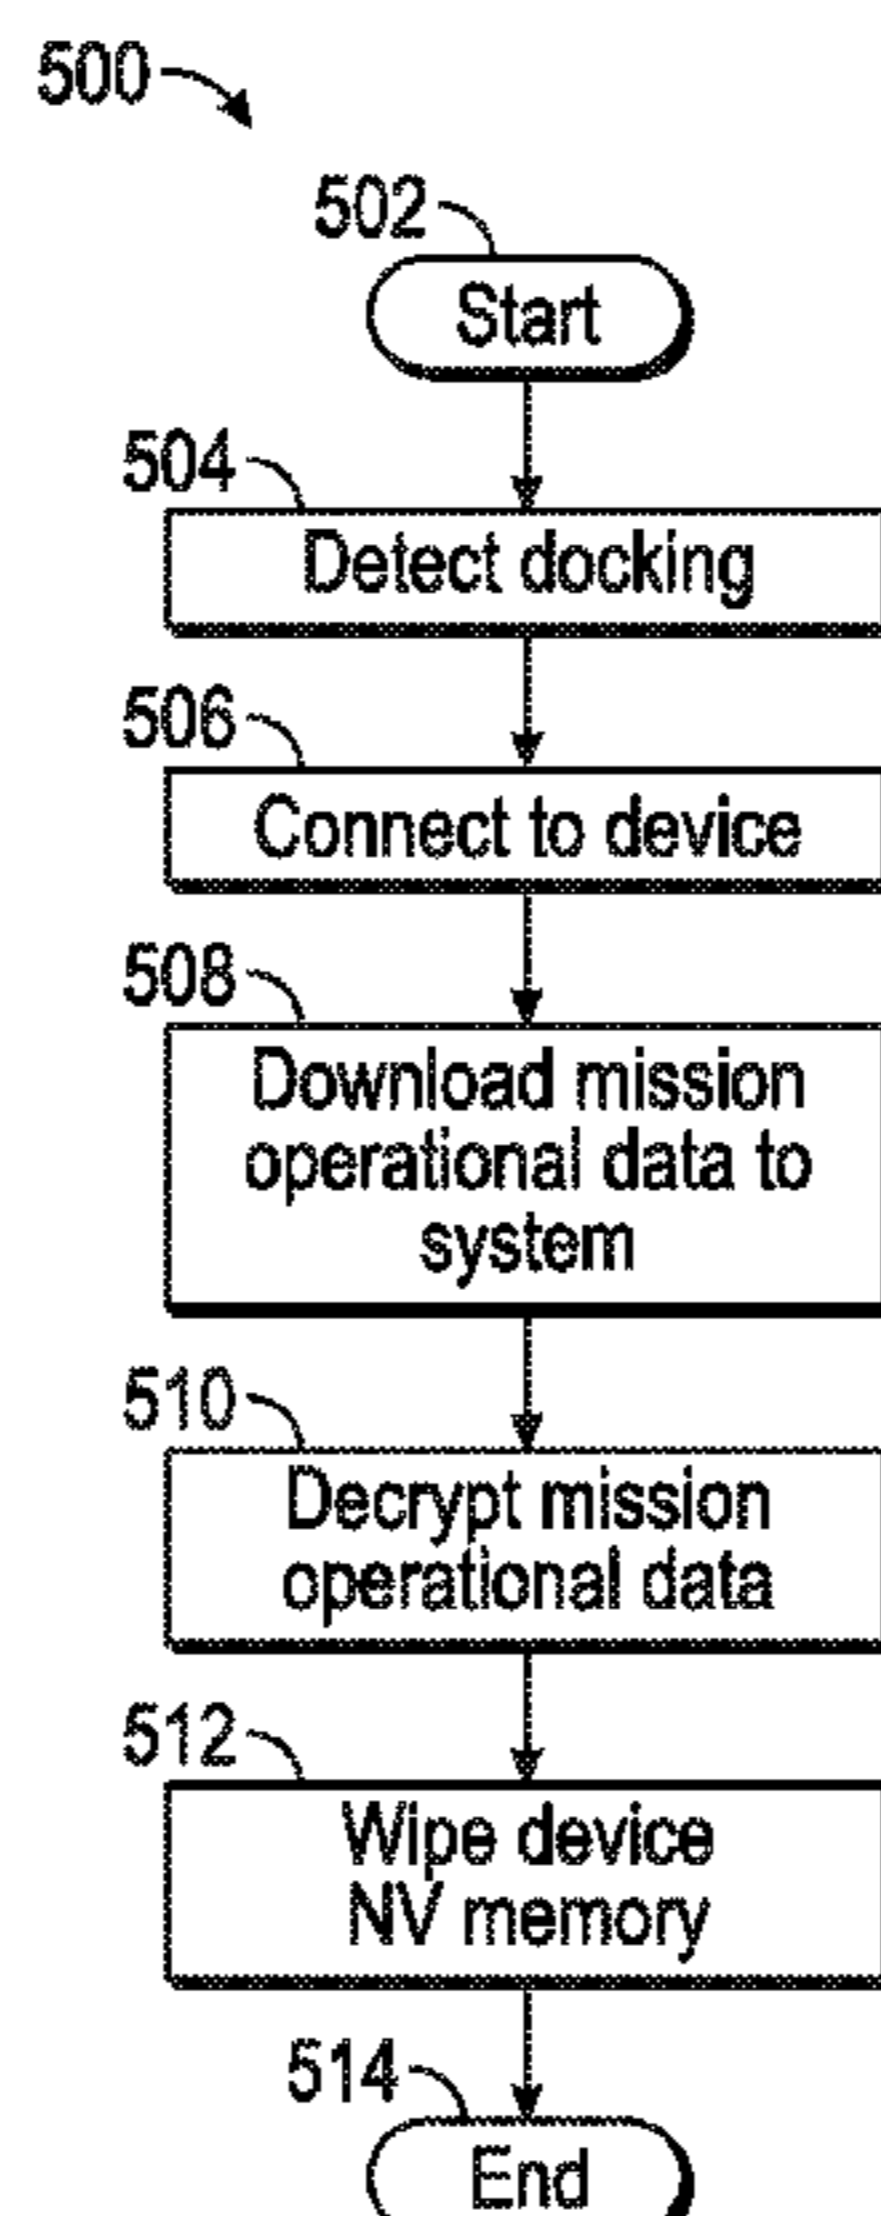 500
502
Start
504
Detect docking
506
Connect to device
508
Download mission
operational data to
system
510
Decrypt mission
operational data
512
Wipe device
NV memory
514
End